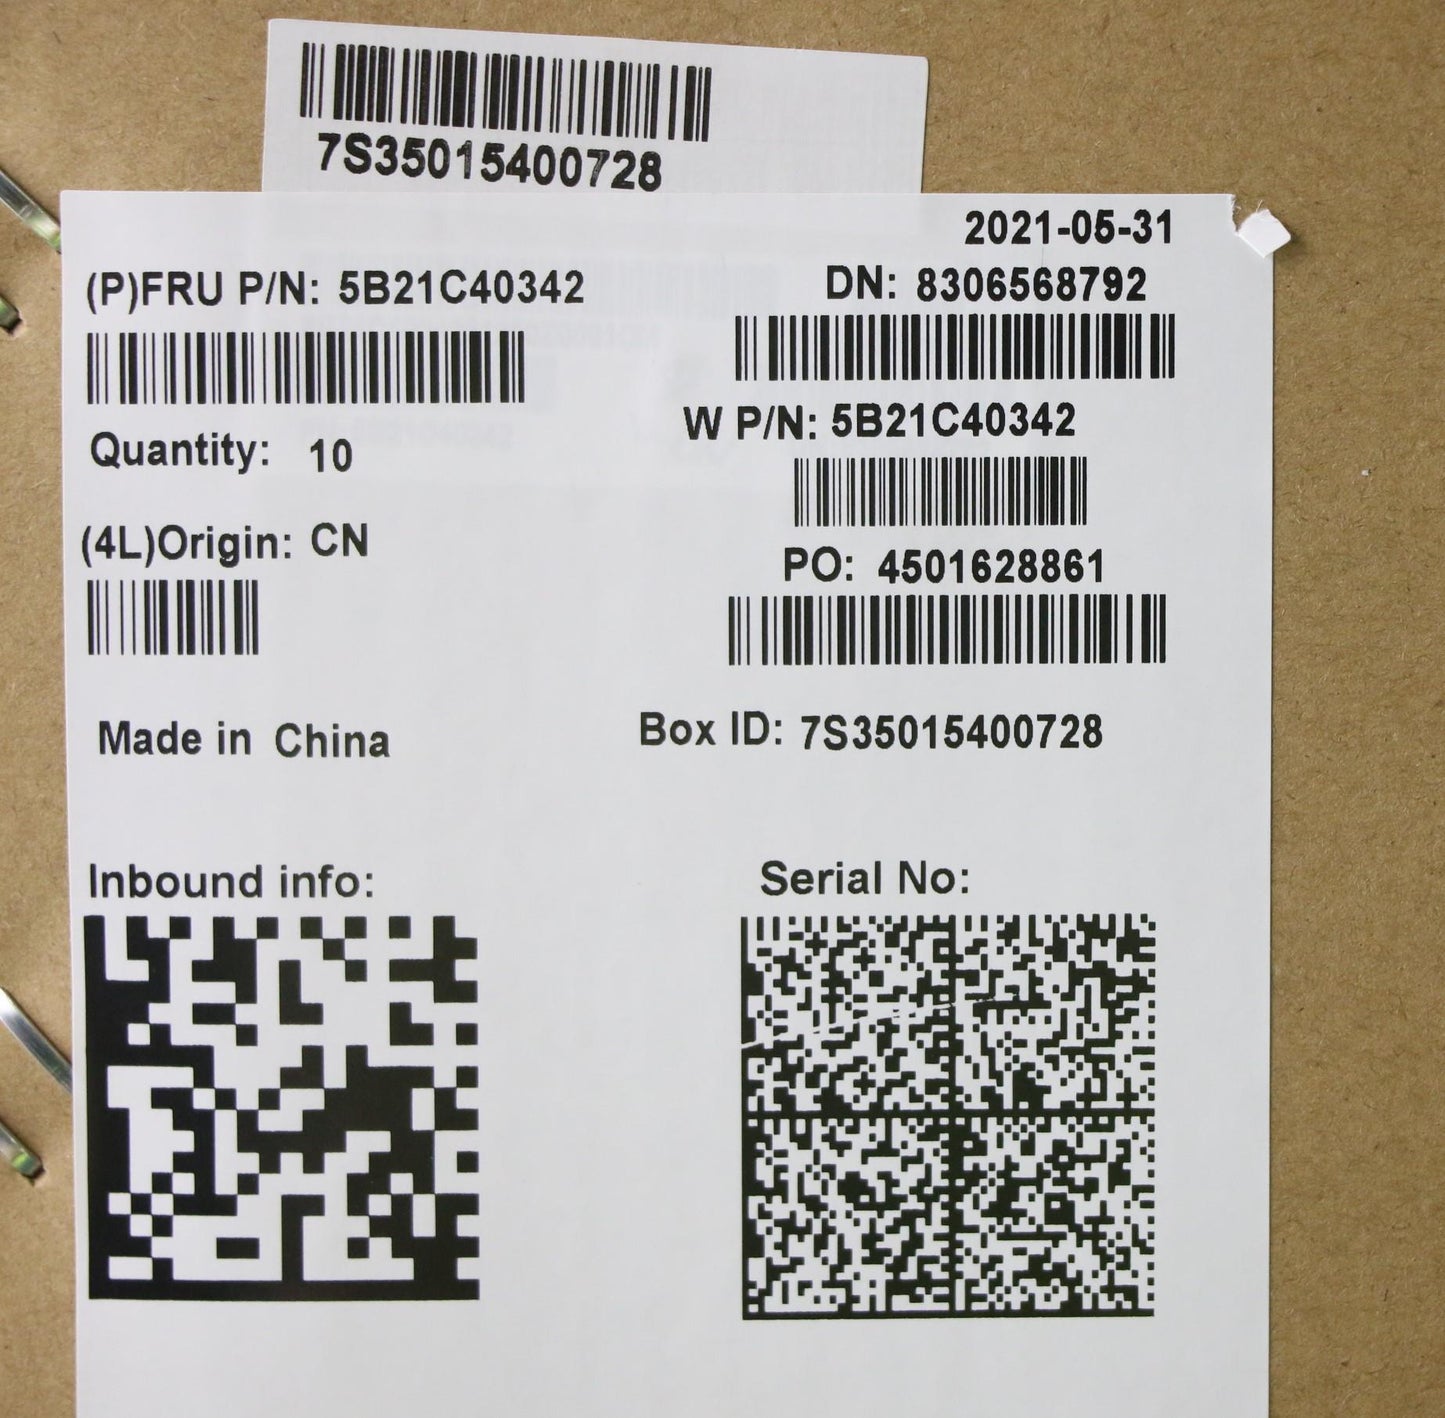 7S35015400728
2021-05-31
(P)FRU P/N: 5B21C40342
DN: 8306568792
W P/N: 5B21C40342
Quantity: 10
(4L)Origin: CN
PO: 4501628861
Made in China
Box ID: 7S35015400728
Inbound info:
Serial No: